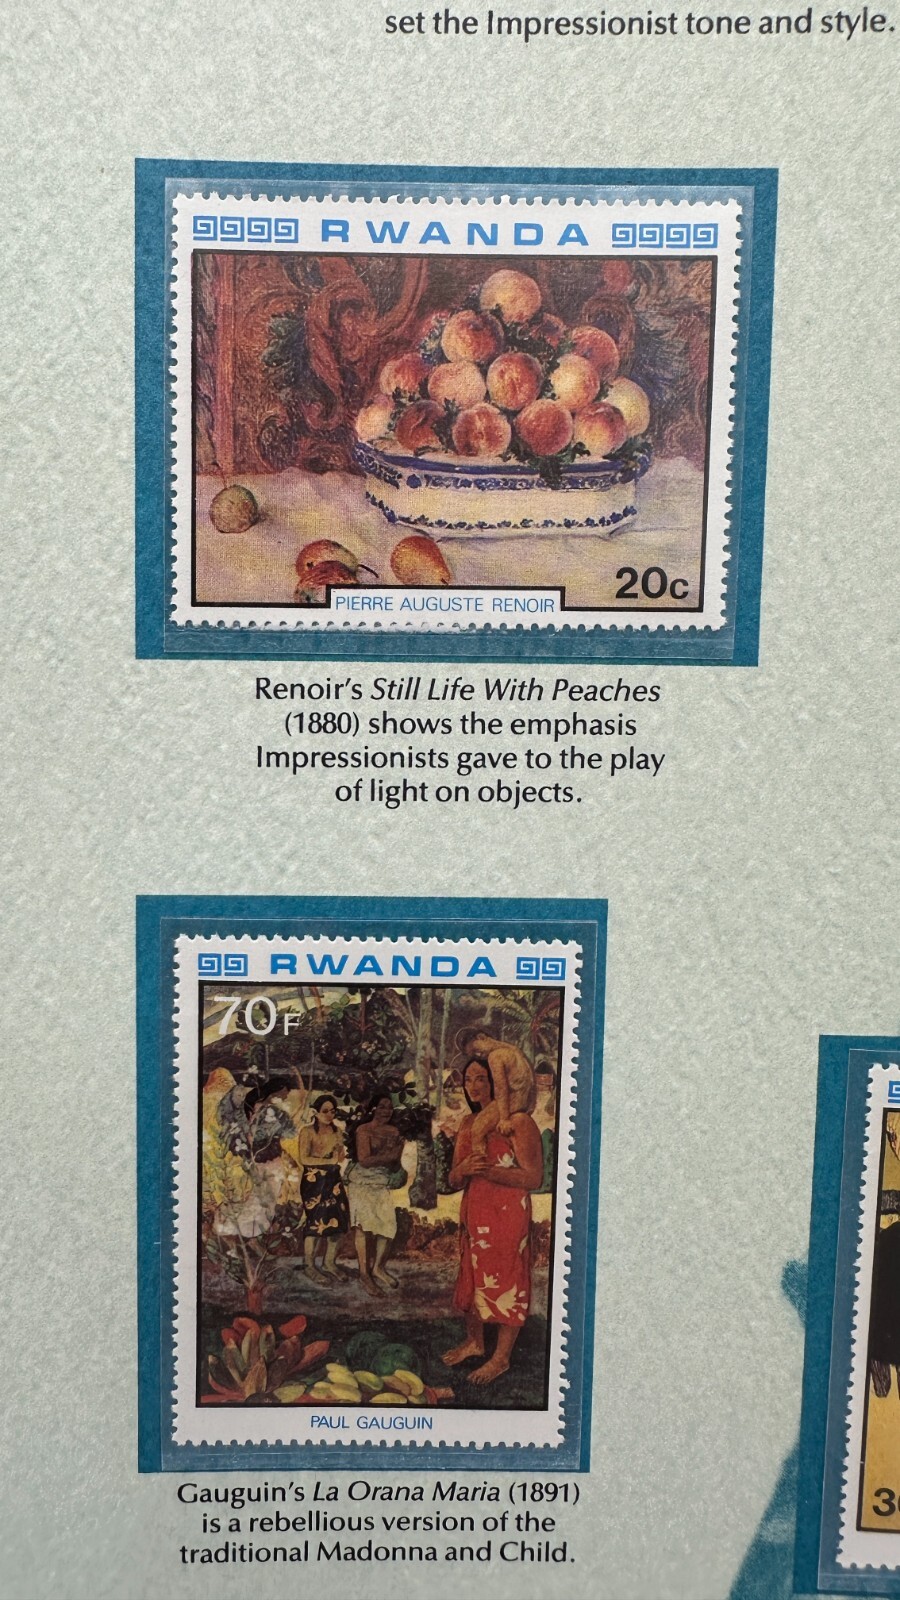 set the Impressionist tone and style.
RWANDA
20c
PIERRE AUGUSTE RENOIR
Renoir's Still Life With Peaches
(1880) shows the emphasis
Impressionists gave to the play
of light on objects.
RWANDA
70F
PAUL GAUGUIN
Gauguin's La Orana Maria (1891)
is a rebellious version of the
traditional Madonna and Child.